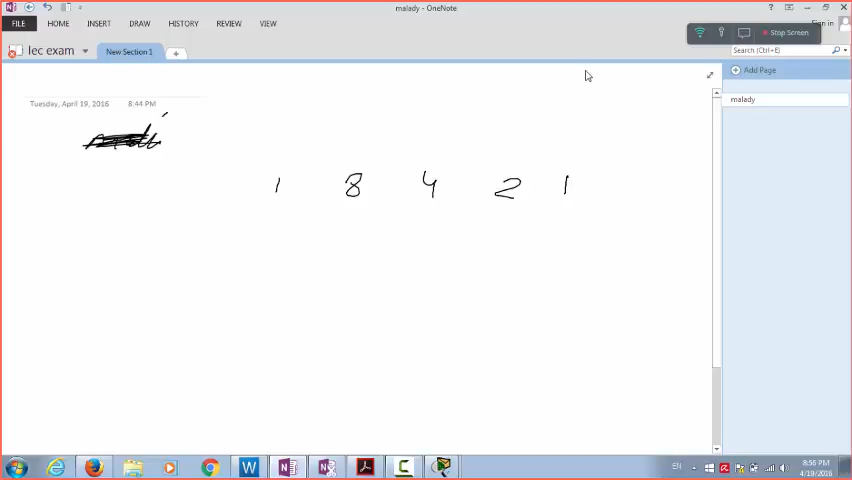 malady - OneNote
FILE HOME INSERT DRAW HISTORY REVIEW VIEW
Sign in
Stop Screen
lec exam New Section 1
Search (Ctrl+E)
Add Page
malady
Tuesday, April 19, 2016 8:44 PM
1 8 4 2 1
EN
8:56 PM
4/19/2016